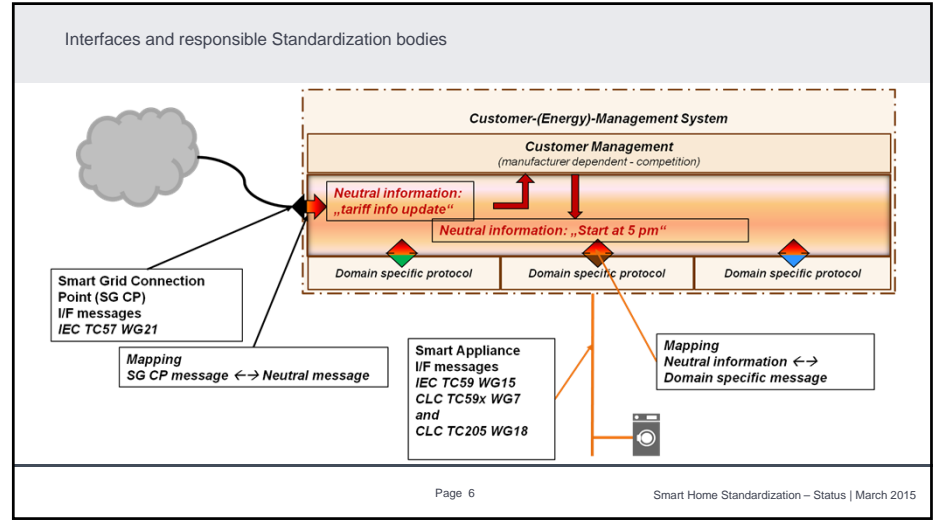 Interfaces and responsible Standardization bodies
Customer-(Energy)-Management System
Customer Management
(manufacturer dependent - competition)
Neutral information:
„tariff info update“
Neutral information: „Start at 5 pm“
Domain specific protocol
Domain specific protocol
Domain specific protocol
Smart Grid Connection
Point (SG CP)
I/F messages
IEC TC57 WG21
Mapping
SG CP message ←→ Neutral message
Smart Appliance
I/F messages
IEC TC59 WG15
CLC TC59x WG7
and
CLC TC205 WG18
Mapping
Neutral information ←→
Domain specific message
Page 6
Smart Home Standardization – Status | March 2015